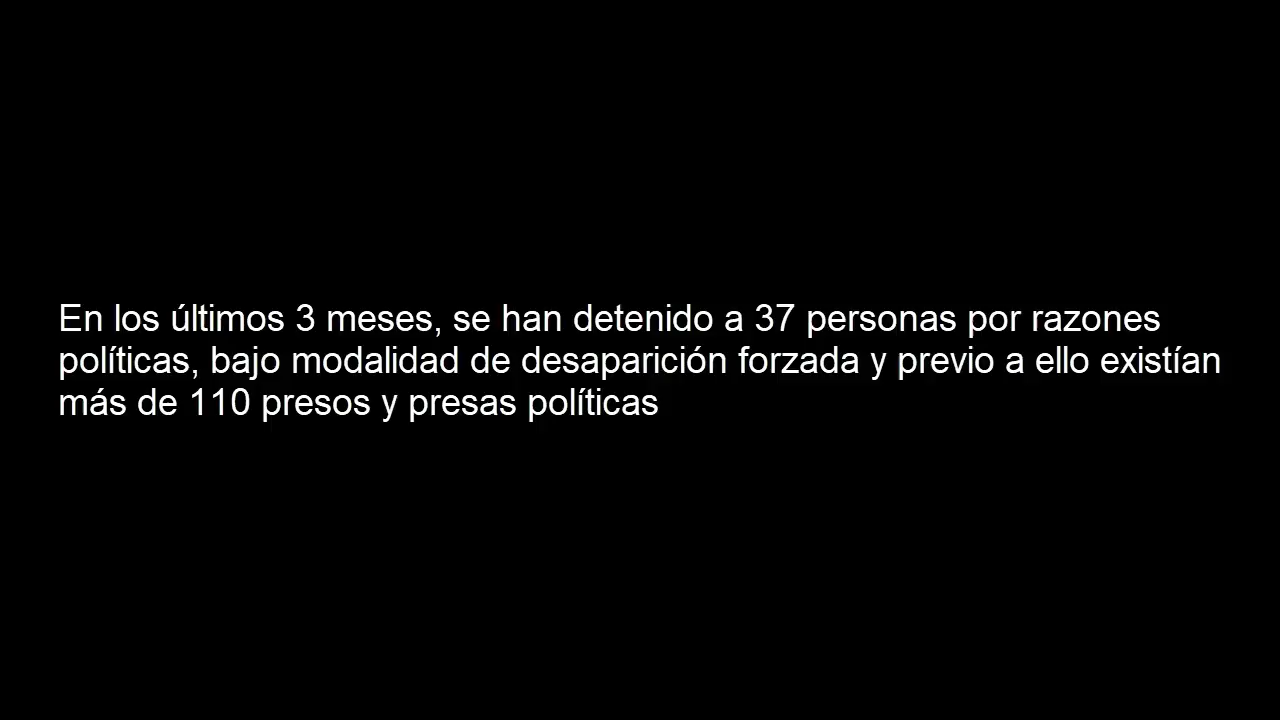 En los últimos 3 meses, se han detenido a 37 personas por razones
políticas, bajo modalidad de desaparición forzada y previo a ello existían
más de 110 presos y presas políticas